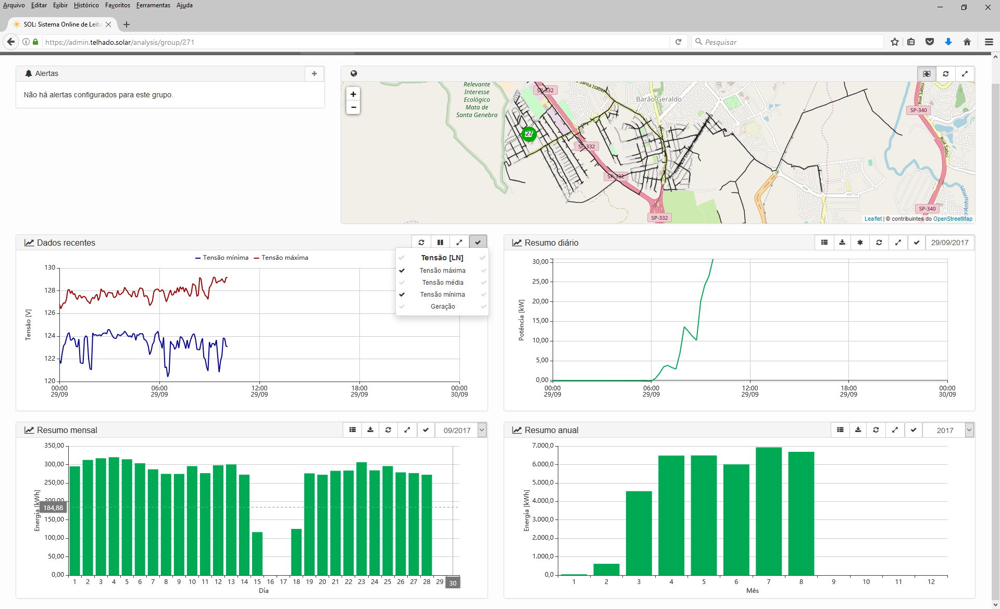 Arquivo Editar Exibir Histórico Favoritos Ferramentas Ajuda
SOL: Sistema Online de Leitu
https://admin.telhado.solar/analysis/group/271
Pesquisar
Alertas
Não há alertas configurados para este grupo.
+
−
Relevante
Interesse
Ecológico
Mata de
Santa Genebra
27
SP-332
Santa Isabel
Barão Geraldo
SP-332
SP-332
SP-332
SP-340
Rua Sabiú
Rua Sabiú
SP-340
Leaflet | © contribuintes do OpenStreetMap
Dados recentes
Tensão mínima Tensão máxima
Tensão [LN]
Tensão máxima
Tensão média
Tensão mínima
Geração
Tensão [V]
130
128
126
124
122
120
00:00 06:00 12:00 18:00 00:00
29/09 29/09 29/09 29/09 30/09
Resumo diário
29/09/2017
Potência [kW]
30,00
25,00
20,00
15,00
10,00
5,00
0,00
00:00 06:00 12:00 18:00 00:00
29/09 29/09 29/09 29/09 30/09
Resumo mensal
09/2017
Energia [kWh]
350,00
300,00
250,00
200,00
184,88
150,00
100,00
50,00
0,00
1 2 3 4 5 6 7 8 9 10 11 12 13 14 15 16 17 18 19 20 21 22 23 24 25 26 27 28 29 30
Dia
Resumo anual
2017
Energia [kWh]
7.000,0
6.000,0
5.000,0
4.000,0
3.000,0
2.000,0
1.000,0
0,0
1 2 3 4 5 6 7 8 9 10 11 12
Mês